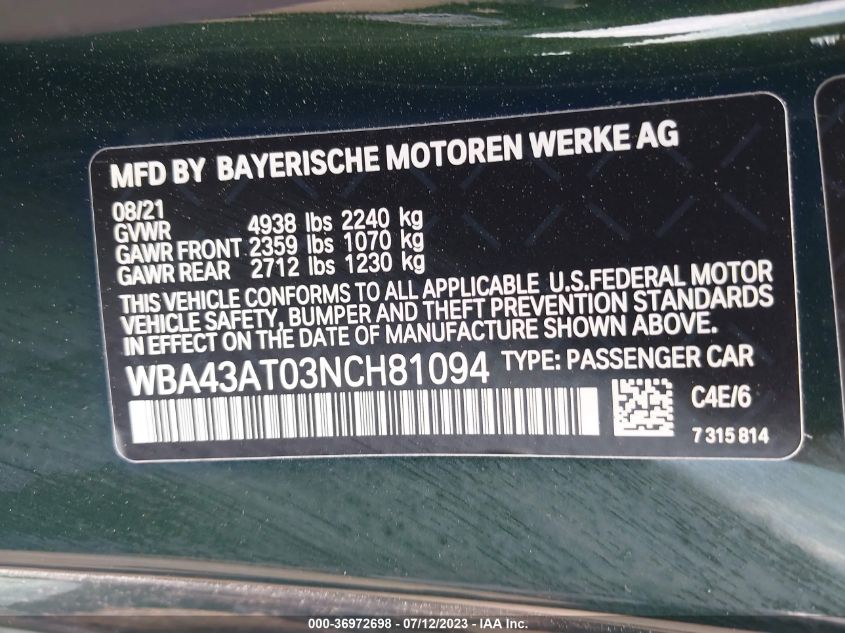 MFD BY BAYERISCHE MOTOREN WERKE AG
08/21
GVWR 4938 lbs 2240 kg
GAWR FRONT 2359 lbs 1070 kg
GAWR REAR 2712 lbs 1230 kg
THIS VEHICLE CONFORMS TO ALL APPLICABLE U.S.FEDERAL MOTOR
VEHICLE SAFETY, BUMPER AND THEFT PREVENTION STANDARDS
IN EFFECT ON THE DATE OF MANUFACTURE SHOWN ABOVE.
WBA43AT03NCH81094 TYPE: PASSENGER CAR
C4E/6
7 315 814
000-36972698 - 07/12/2023 - IAA Inc.